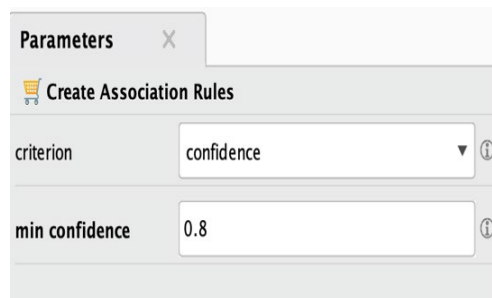 Parameters
Create Association Rules
criterion confidence
min confidence 0.8